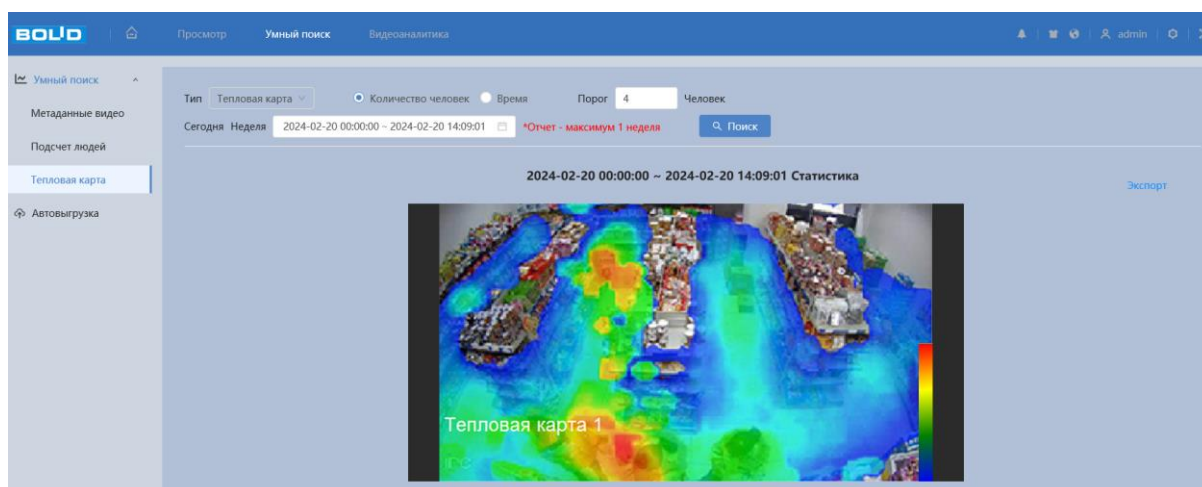 BOLID Просмотр Умный поиск Видеоаналитика admin
Умный поиск
Метаданные видео
Подсчет людей
Тепловая карта
Автовыгрузка
Тип Тепловая карта Количество человек Время Порог 4 Человек
Сегодня Неделя 2024-02-20 00:00:00 ~ 2024-02-20 14:09:01 *Отчет - максимум 1 неделя Поиск
2024-02-20 00:00:00 ~ 2024-02-20 14:09:01 Статистика
Экспорт
Тепловая карта 1